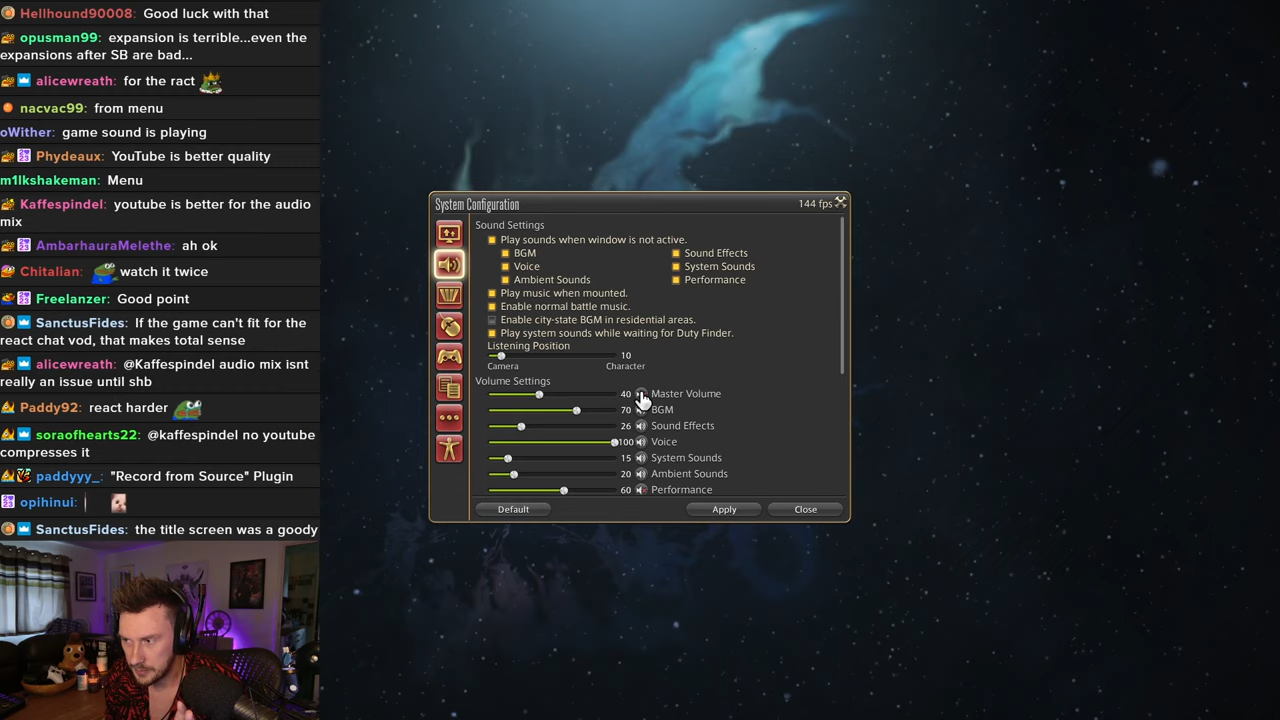 Hellhound90008: Good luck with that
opusman99: expansion is terrible...even the
expansions after SB are bad...
alicewreath: for the ract
nacvac99: from menu
oWither: game sound is playing
Phydeaux: YouTube is better quality
m1lkshakeman: Menu
Kaffespindel: youtube is better for the audio
mix
AmbarhauraMelethe: ah ok
Chitalian: watch it twice
Freelanzer: Good point
SanctusFides: If the game can't fit for the
react chat vod, that makes total sense
alicewreath: @Kaffespindel audio mix isnt
really an issue until shb
Paddy92: react harder
soraofhearts22: @kaffespindel no youtube
compresses it
paddyyy_: "Record from Source" Plugin
opihinui:
SanctusFides: the title screen was a goody
System Configuration
144 fps
Sound Settings
Play sounds when window is not active.
BGM
Sound Effects
Voice
System Sounds
Ambient Sounds
Performance
Play music when mounted.
Enable normal battle music.
Enable city-state BGM in residential areas.
Play system sounds while waiting for Duty Finder.
Listening Position
10
Camera
Character
Volume Settings
40 Master Volume
70 BGM
26 Sound Effects
100 Voice
15 System Sounds
20 Ambient Sounds
60 Performance
Default
Apply
Close